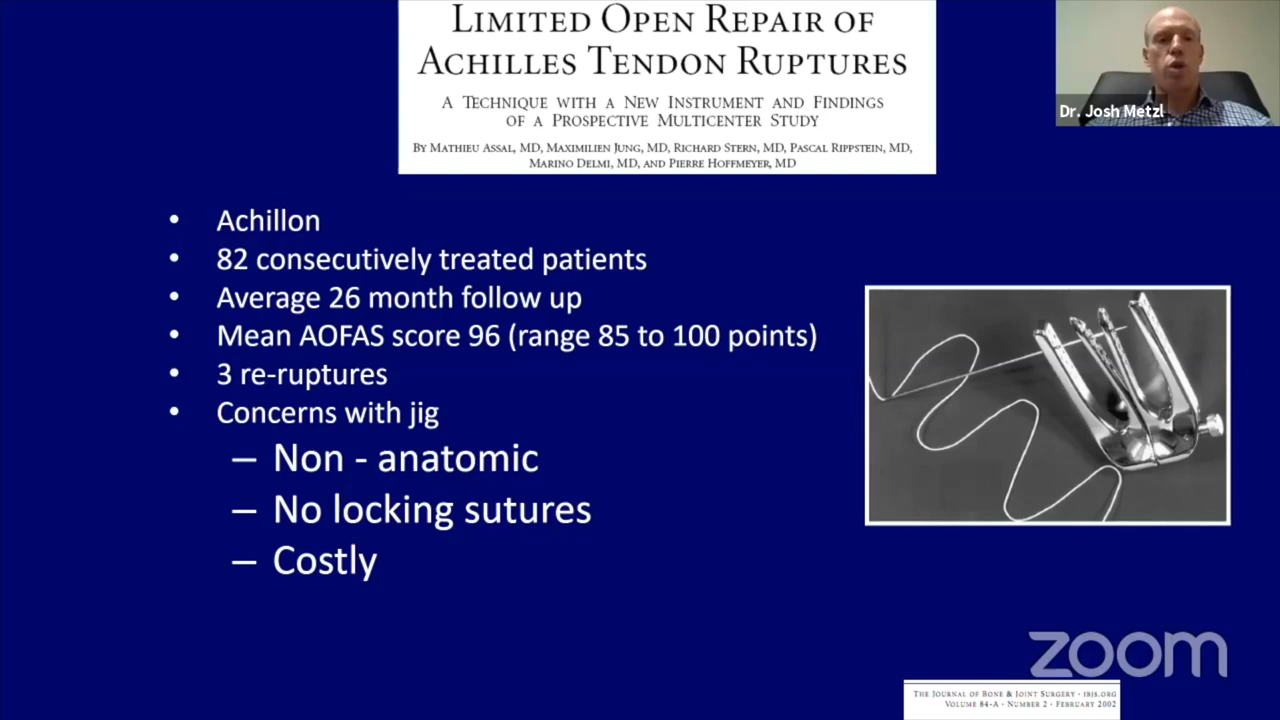 LIMITED OPEN REPAIR OF
ACHILLES TENDON RUPTURES
A TECHNIQUE WITH A NEW INSTRUMENT AND FINDINGS
OF A PROSPECTIVE MULTICENTER STUDY
BY MATHIEU ASSAL, MD, MAXIMILIEN JUNG, MD, RICHARD STERN, MD, PASCAL RIPPSTEIN, MD,
MARINO DELMI, MD, AND PIERRE HOFFMEYER, MD
Dr. Josh Metzl
• Achillon
• 82 consecutively treated patients
• Average 26 month follow up
• Mean AOFAS score 96 (range 85 to 100 points)
• 3 re-ruptures
• Concerns with jig
– Non - anatomic
– No locking sutures
– Costly
zoom
THE JOURNAL OF BONE & JOINT SURGERY · JBJS.ORG
VOLUME 84-A · NUMBER 2 · FEBRUARY 2002